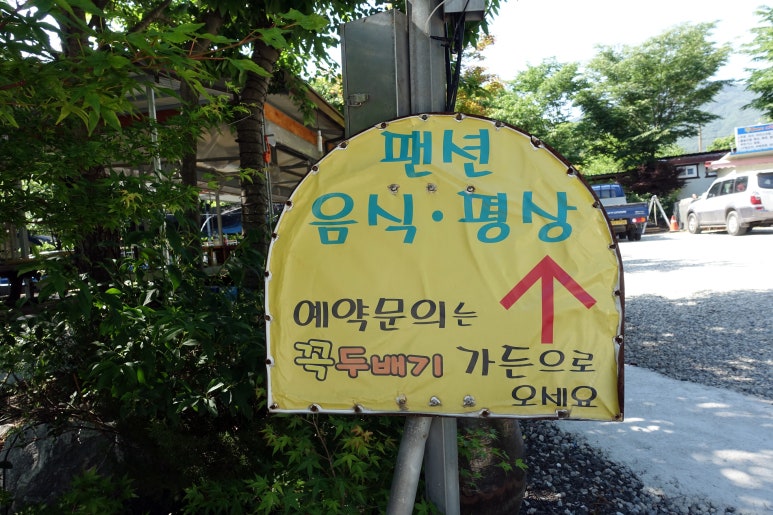 팬션
음식·평상
예약문의는
꼭두배기 가든으로
오세요